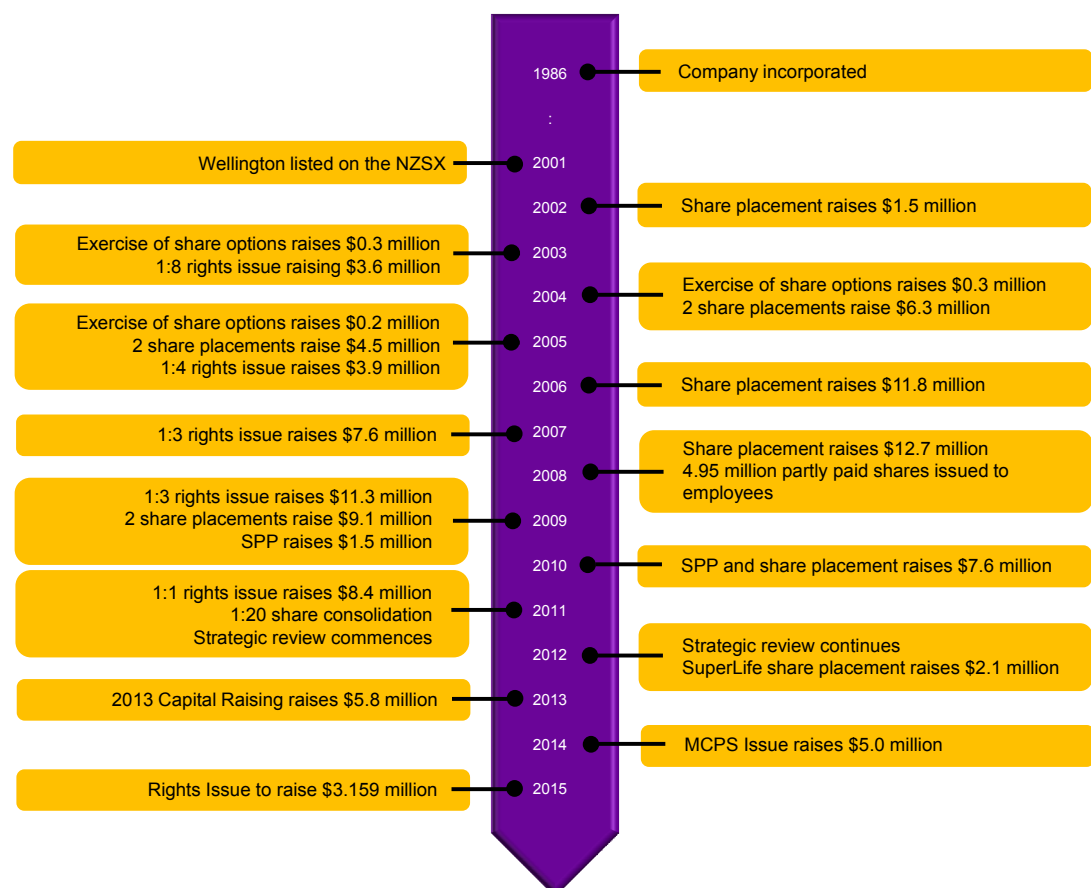 1986
Company incorporated
:
Wellington listed on the NZSX
2001
2002
Share placement raises $1.5 million
Exercise of share options raises $0.3 million
1:8 rights issue raising $3.6 million
2003
2004
Exercise of share options raises $0.3 million
2 share placements raise $6.3 million
Exercise of share options raises $0.2 million
2 share placements raise $4.5 million
1:4 rights issue raises $3.9 million
2005
2006
Share placement raises $11.8 million
1:3 rights issue raises $7.6 million
2007
2008
Share placement raises $12.7 million
4.95 million partly paid shares issued to
employees
1:3 rights issue raises $11.3 million
2 share placements raise $9.1 million
SPP raises $1.5 million
2009
2010
SPP and share placement raises $7.6 million
1:1 rights issue raises $8.4 million
1:20 share consolidation
Strategic review commences
2011
2012
Strategic review continues
SuperLife share placement raises $2.1 million
2013 Capital Raising raises $5.8 million
2013
2014
MCPS Issue raises $5.0 million
Rights Issue to raise $3.159 million
2015